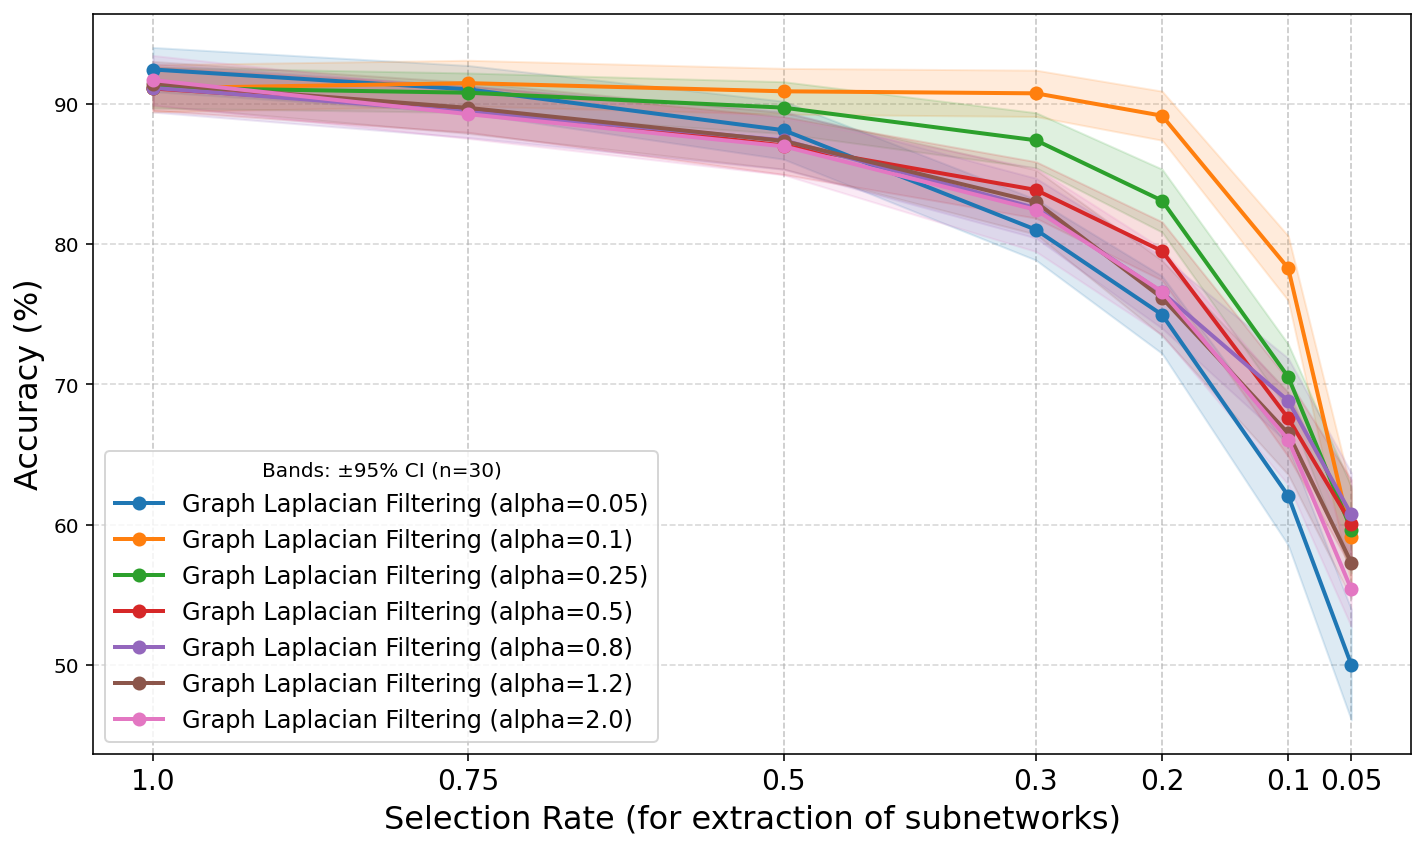 90
80
70
60
50
Accuracy (%)
Bands: ±95% CI (n=30)
Graph Laplacian Filtering (alpha=0.05)
Graph Laplacian Filtering (alpha=0.1)
Graph Laplacian Filtering (alpha=0.25)
Graph Laplacian Filtering (alpha=0.5)
Graph Laplacian Filtering (alpha=0.8)
Graph Laplacian Filtering (alpha=1.2)
Graph Laplacian Filtering (alpha=2.0)
1.0 0.75 0.5 0.3 0.2 0.1 0.05
Selection Rate (for extraction of subnetworks)